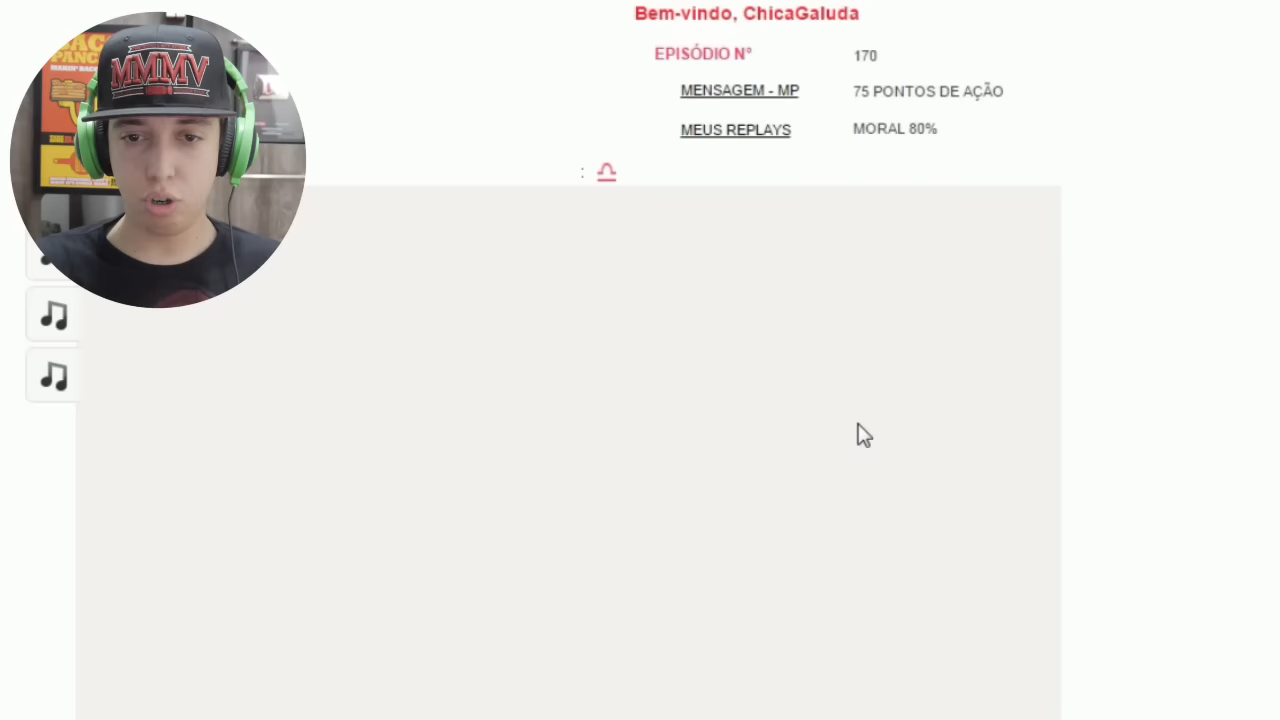 Bem-vindo, ChicaGaluda
EPISÓDIO Nº 170
MENSAGEM - MP 75 PONTOS DE AÇÃO
MEUS REPLAYS MORAL 80%
:
MMMV